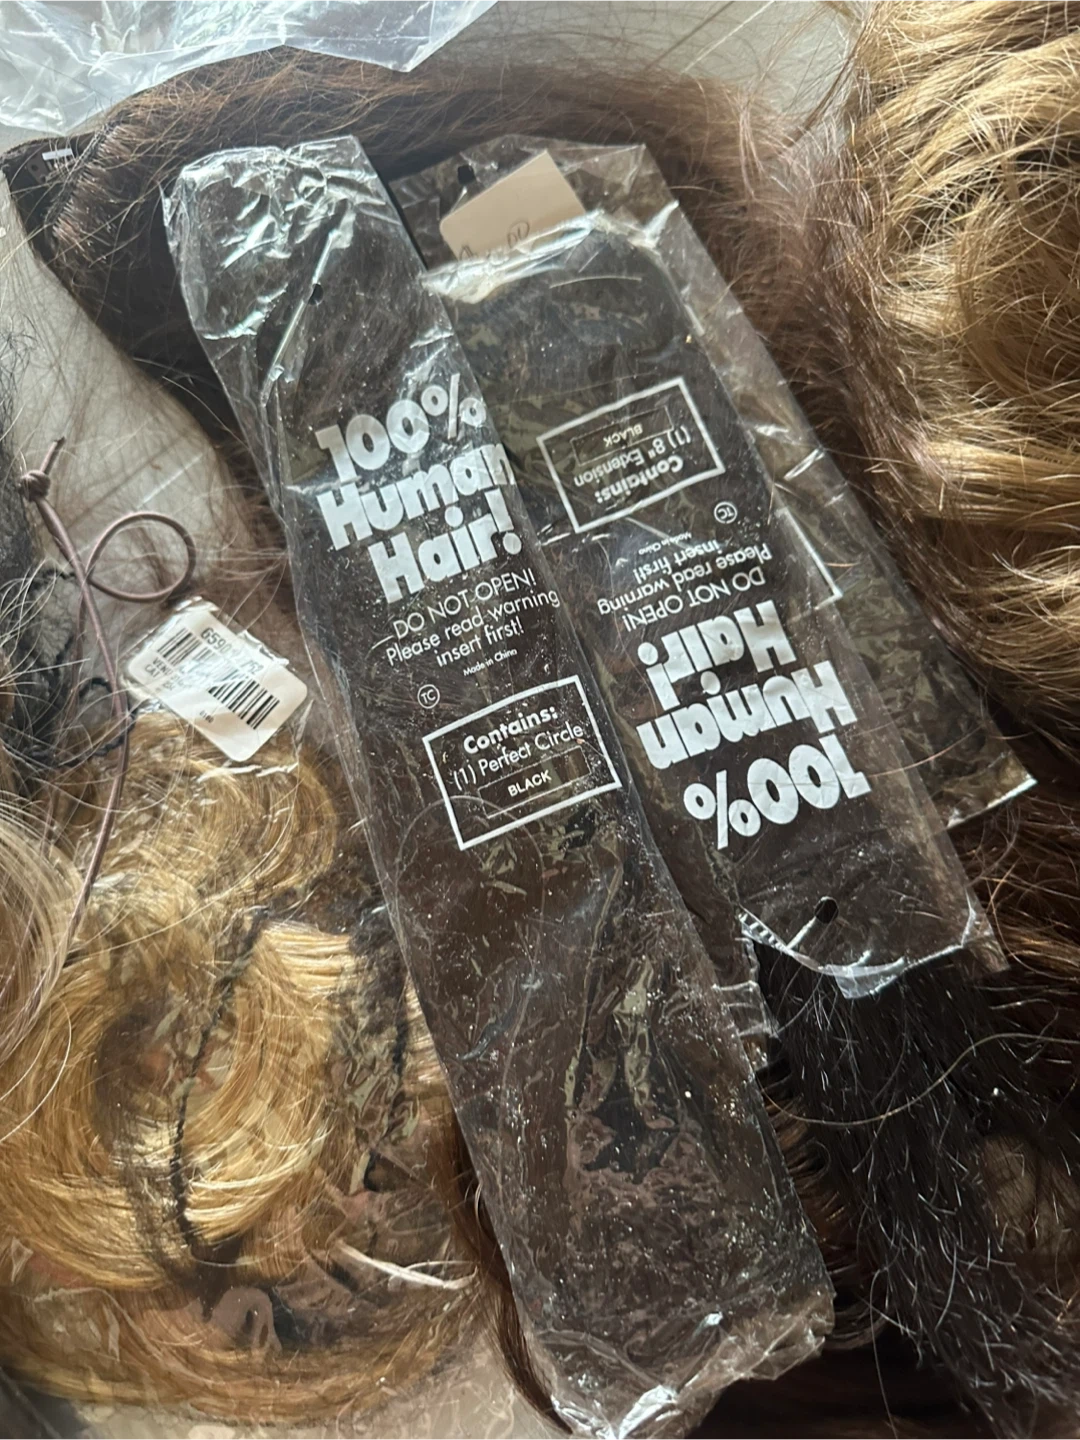 100%
Human
Hair!
DO NOT OPEN!
Please read warning
insert first!
Made in China
TC
Contains:
(1) Perfect Circle
BLACK
100%
Human
Hair!
DO NOT OPEN!
Please read warning
insert first!
Made in China
TC
Contains:
(1) 8" Extension
BLACK